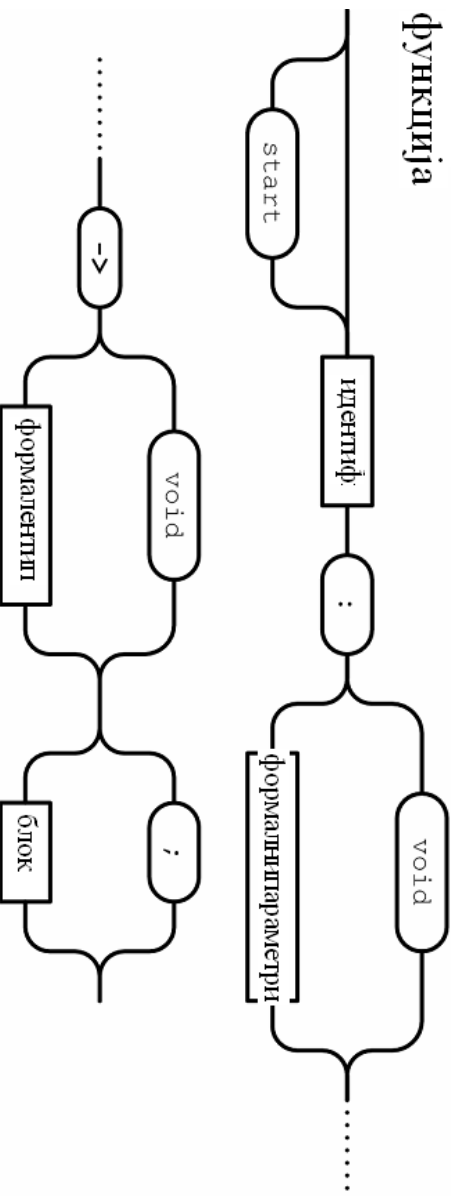 функција
void
start
идентиф.
:
формалнипараметри
void
;
->
формалентип
блок